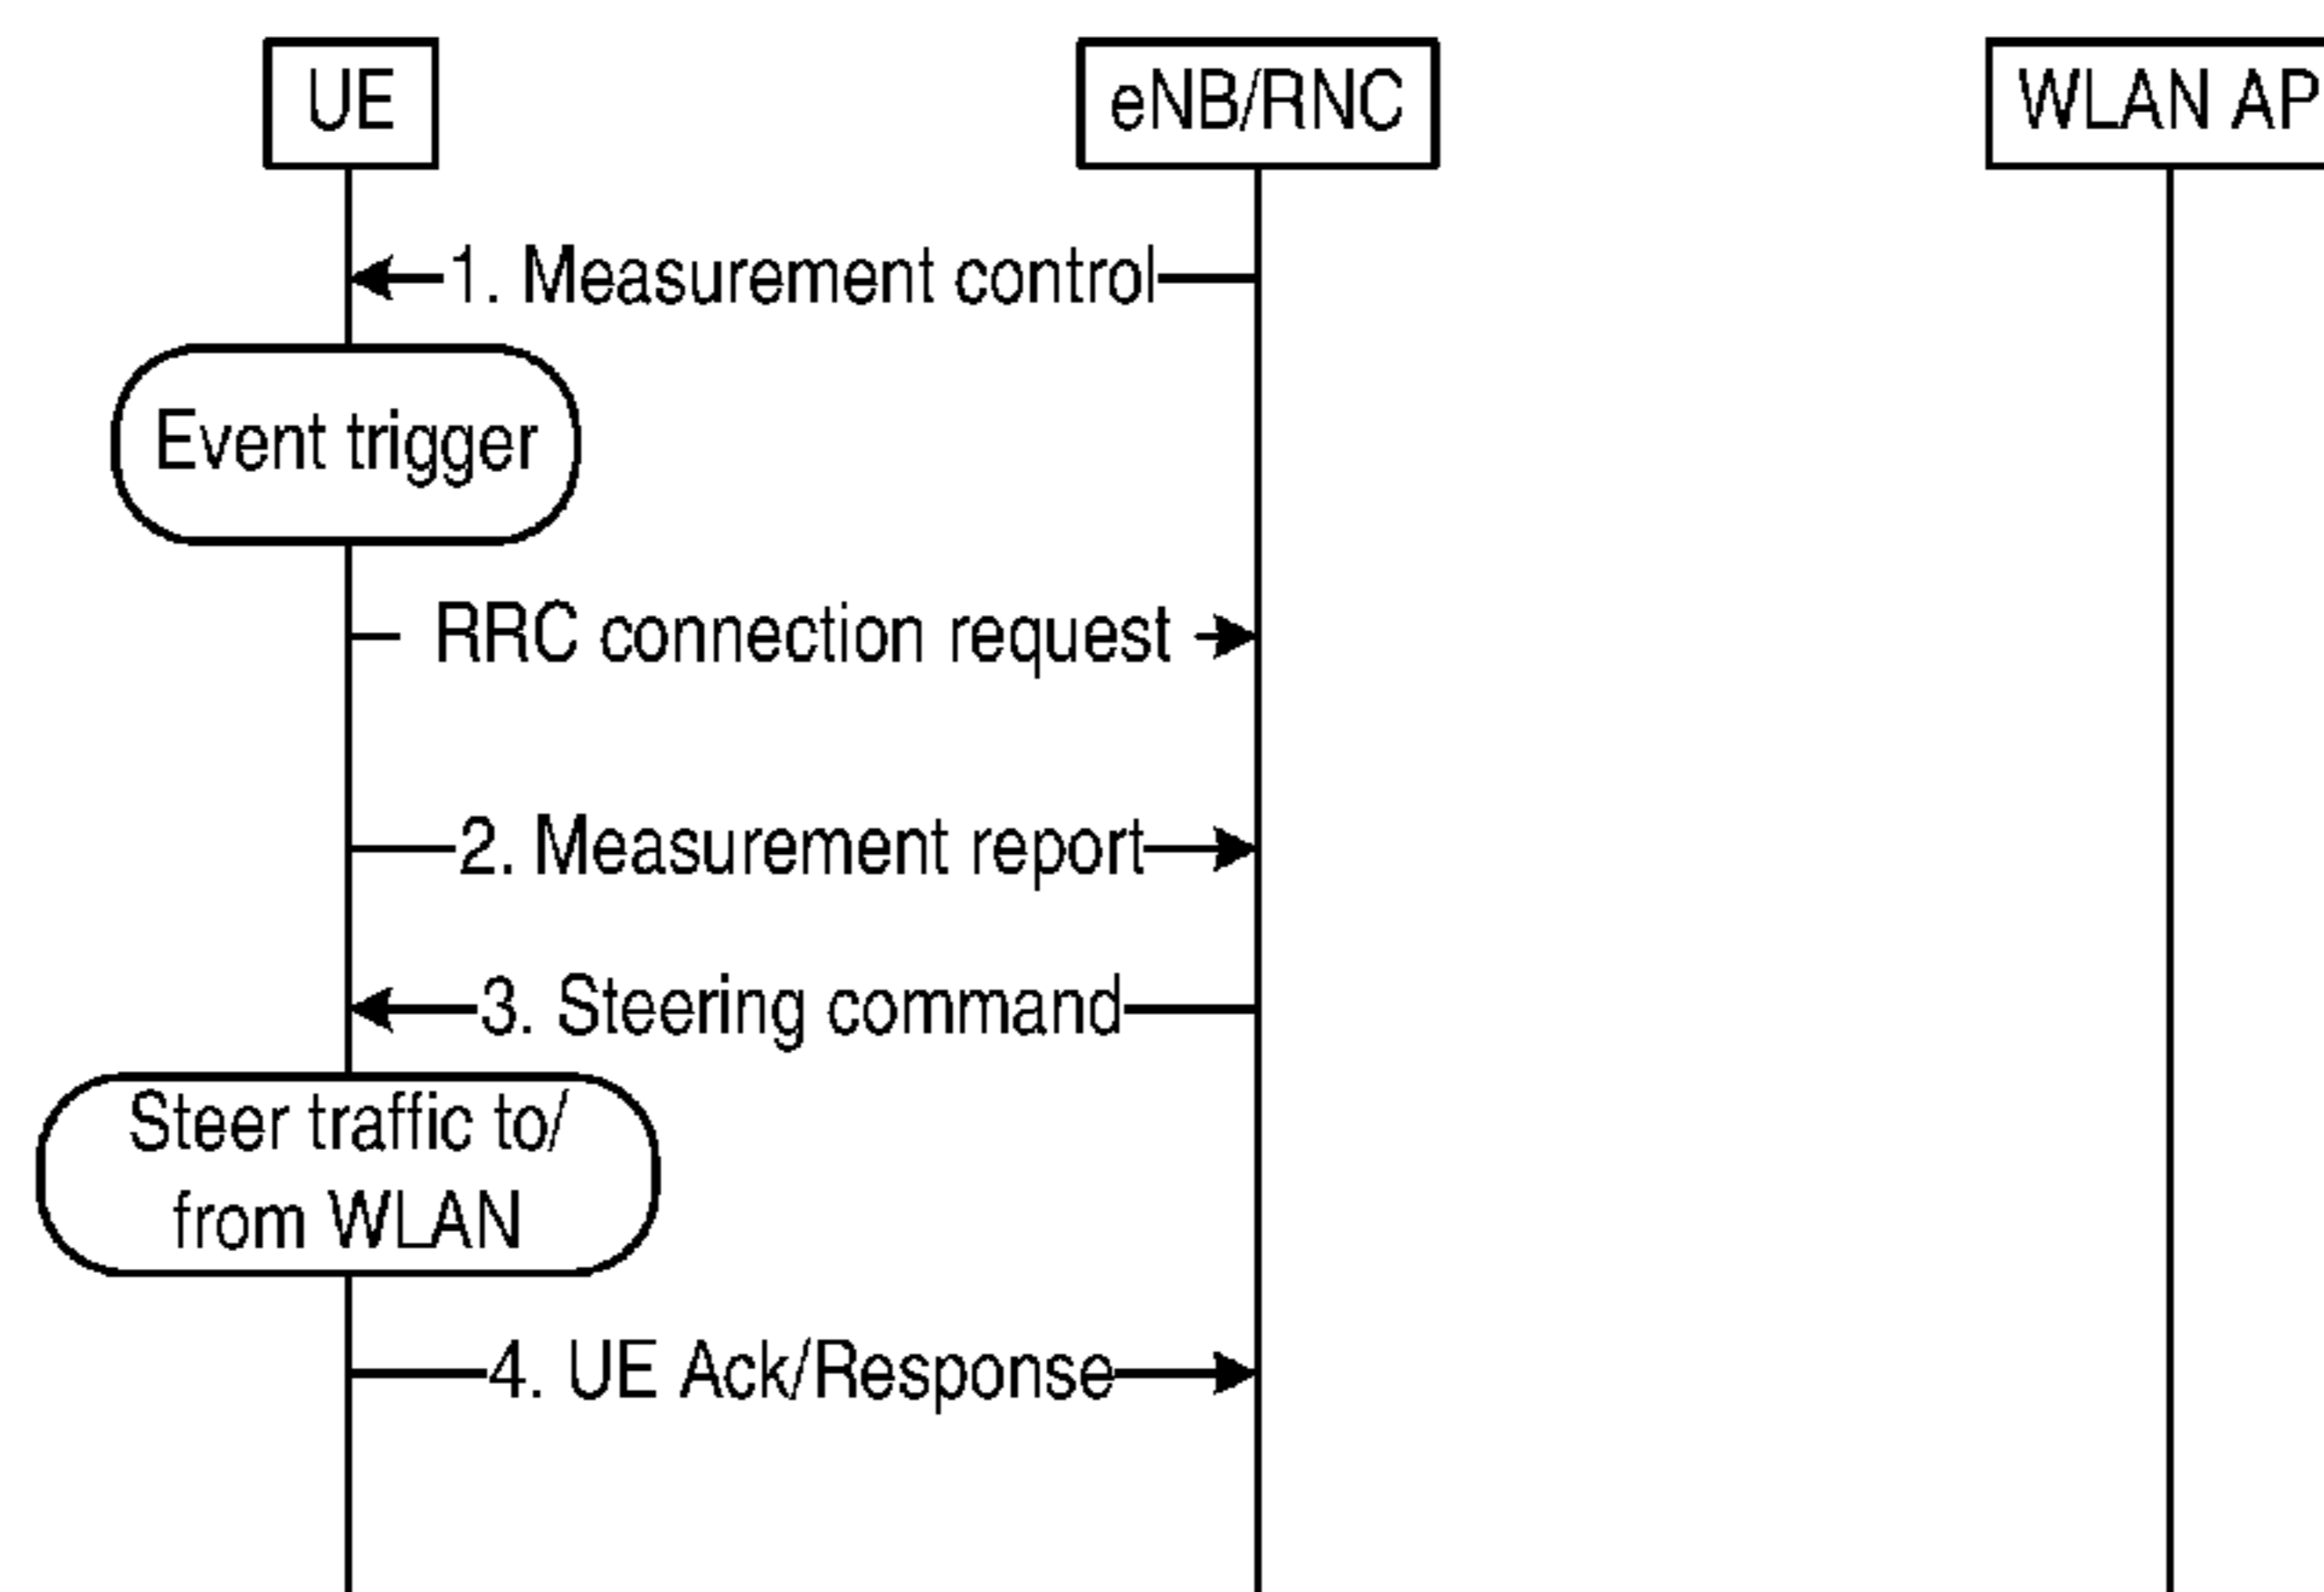 UE
eNB/RNC
WLAN AP
1. Measurement control
Event trigger
RRC connection request
2. Measurement report
3. Steering command
Steer traffic to/
from WLAN
4. UE Ack/Response